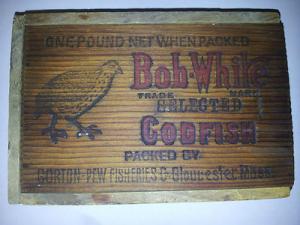 ONE POUND NET WHEN PACKED
Bob-White
TRADE MARK
SELECTED
CODFISH
PACKED BY
GORTON-PEW FISHERIES Co Gloucester, Mass.